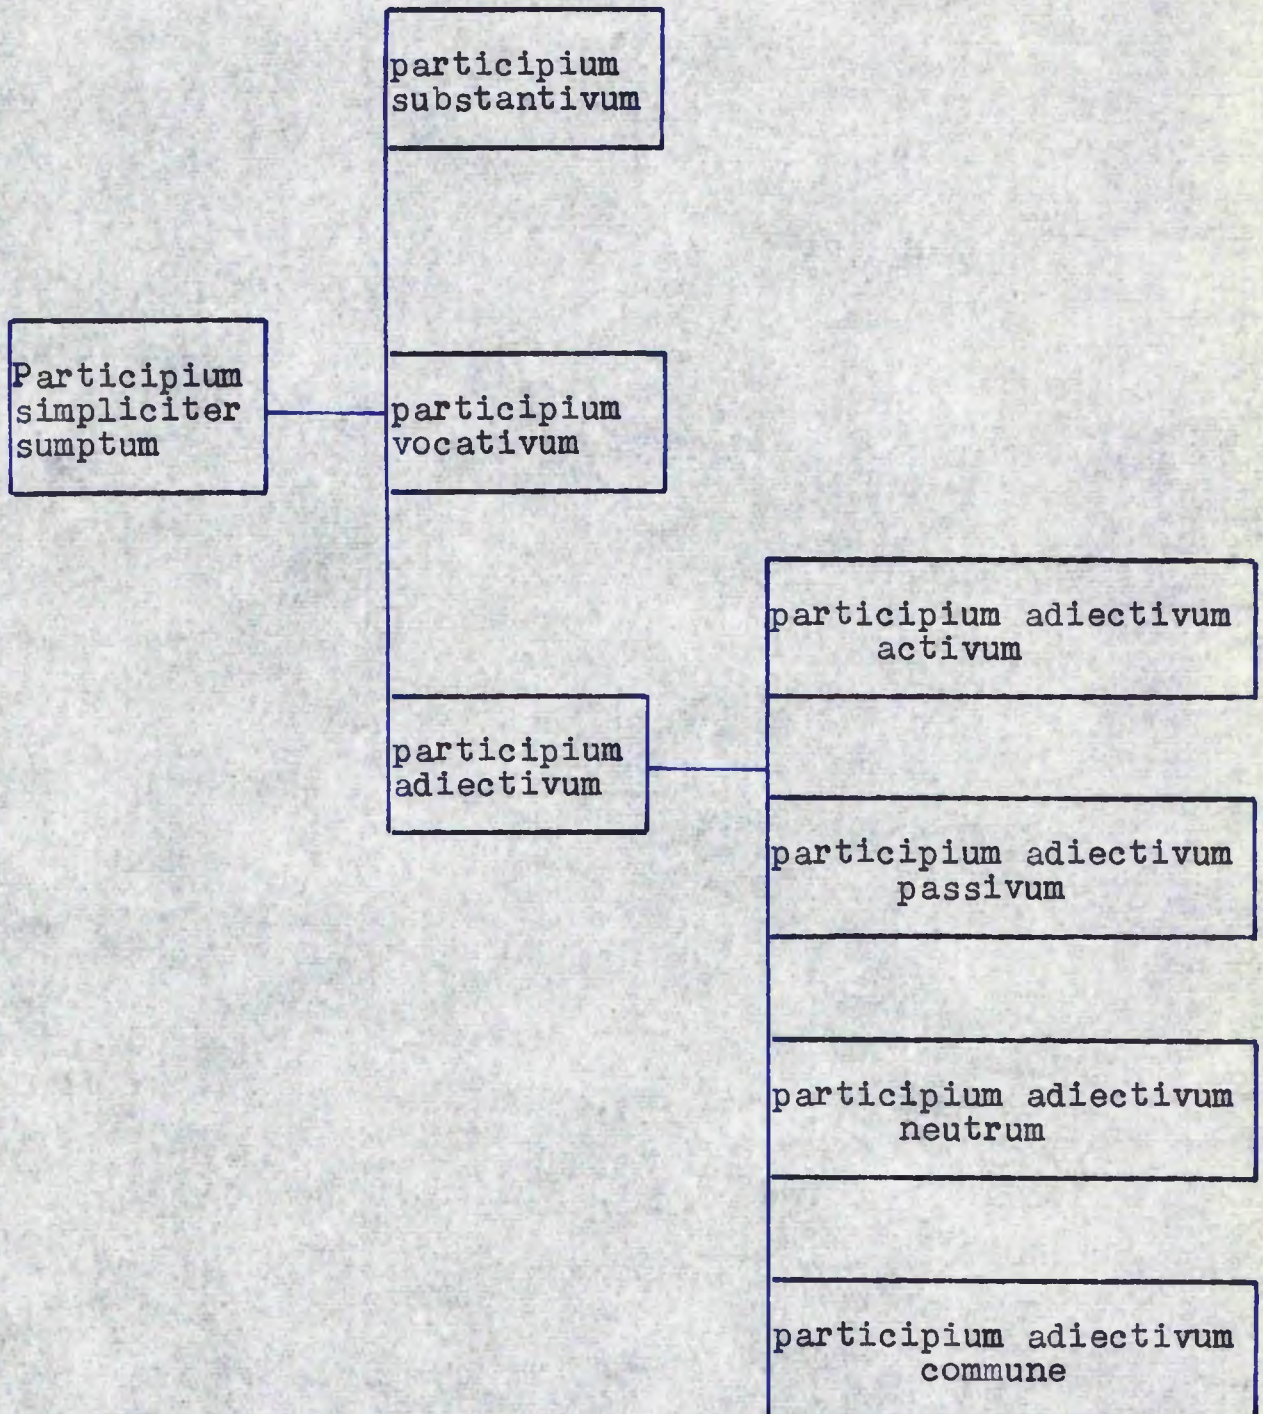 participium
substantivum
Participium
simpliciter
sumptum
participium
vocativum
participium
adiectivum
participium adiectivum
activum
participium adiectivum
passivum
participium adiectivum
neutrum
participium adiectivum
commune